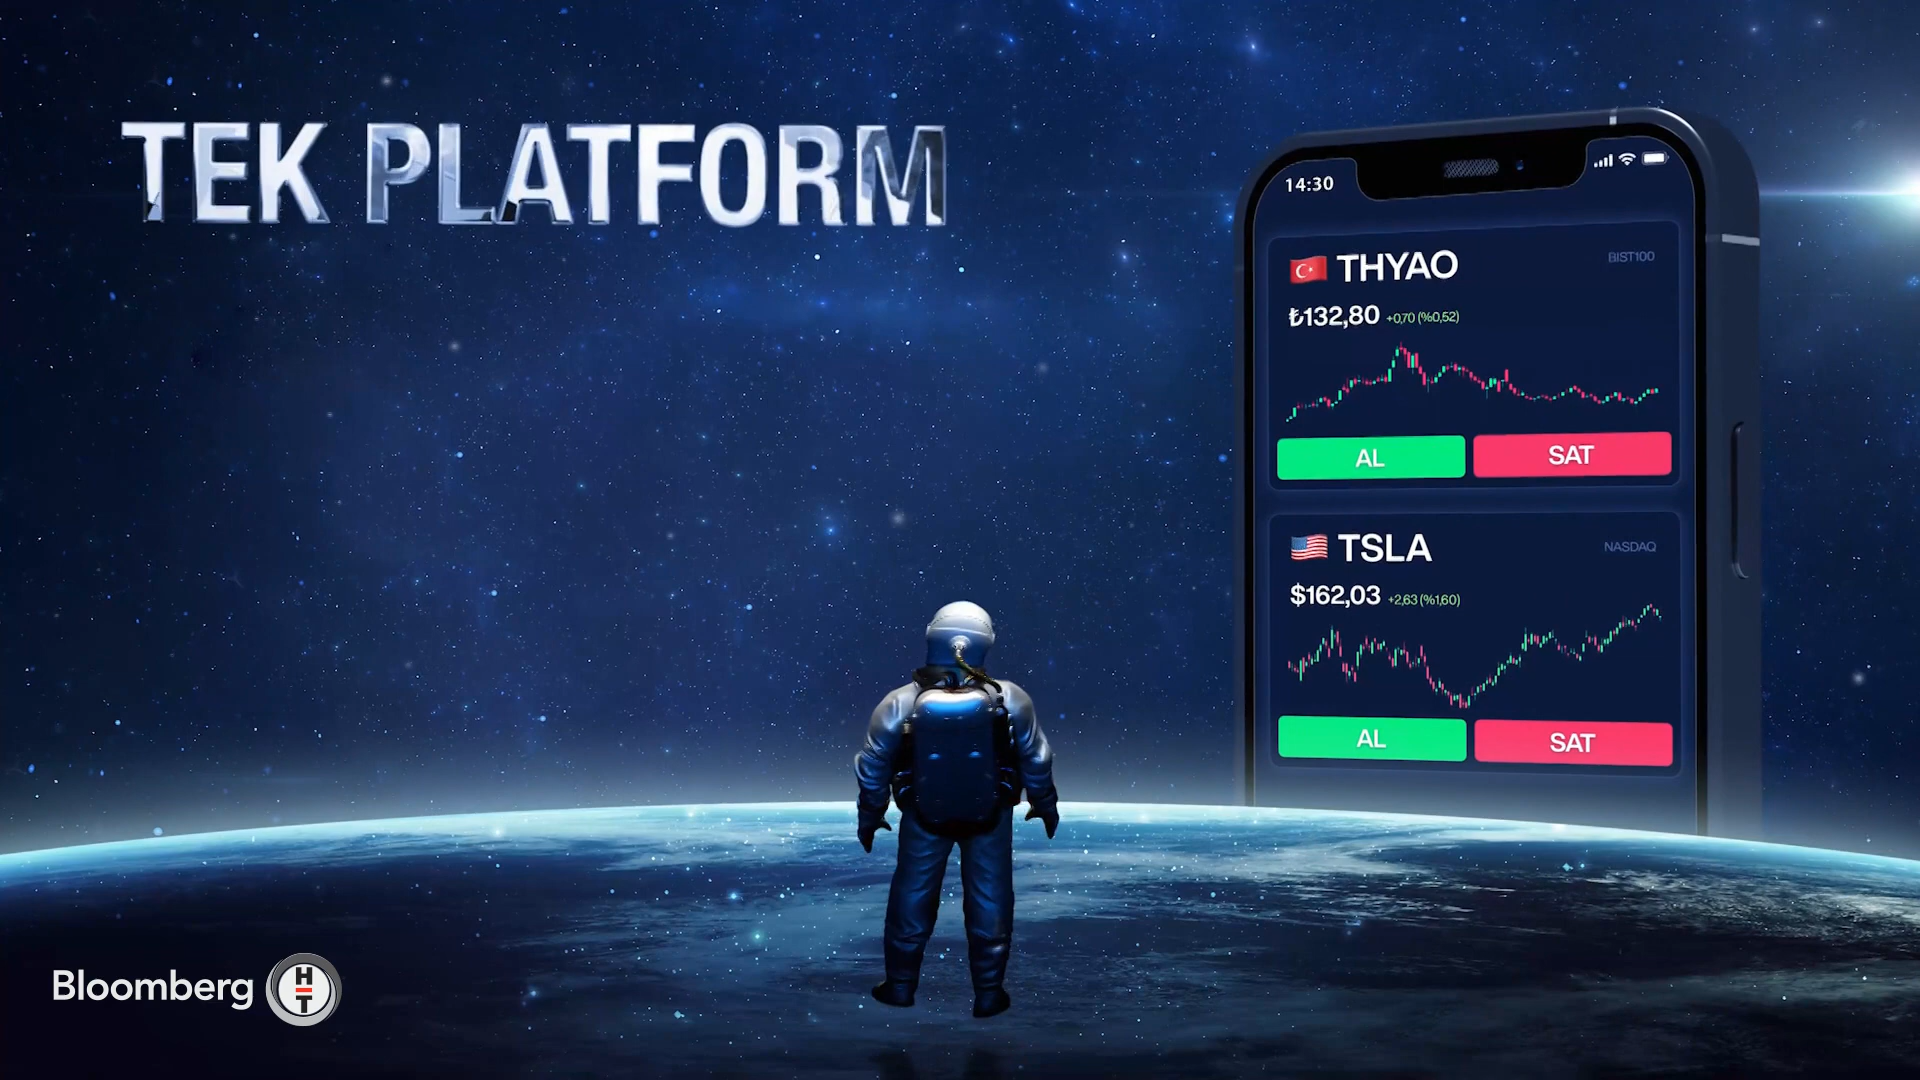 TEK PLATFORM
14:30
THYAO
BIST100
₺132,80 +0,70 (%0,52)
AL
SAT
TSLA
NASDAQ
$162,03 +2,63 (%1,60)
AL
SAT
Bloomberg HT